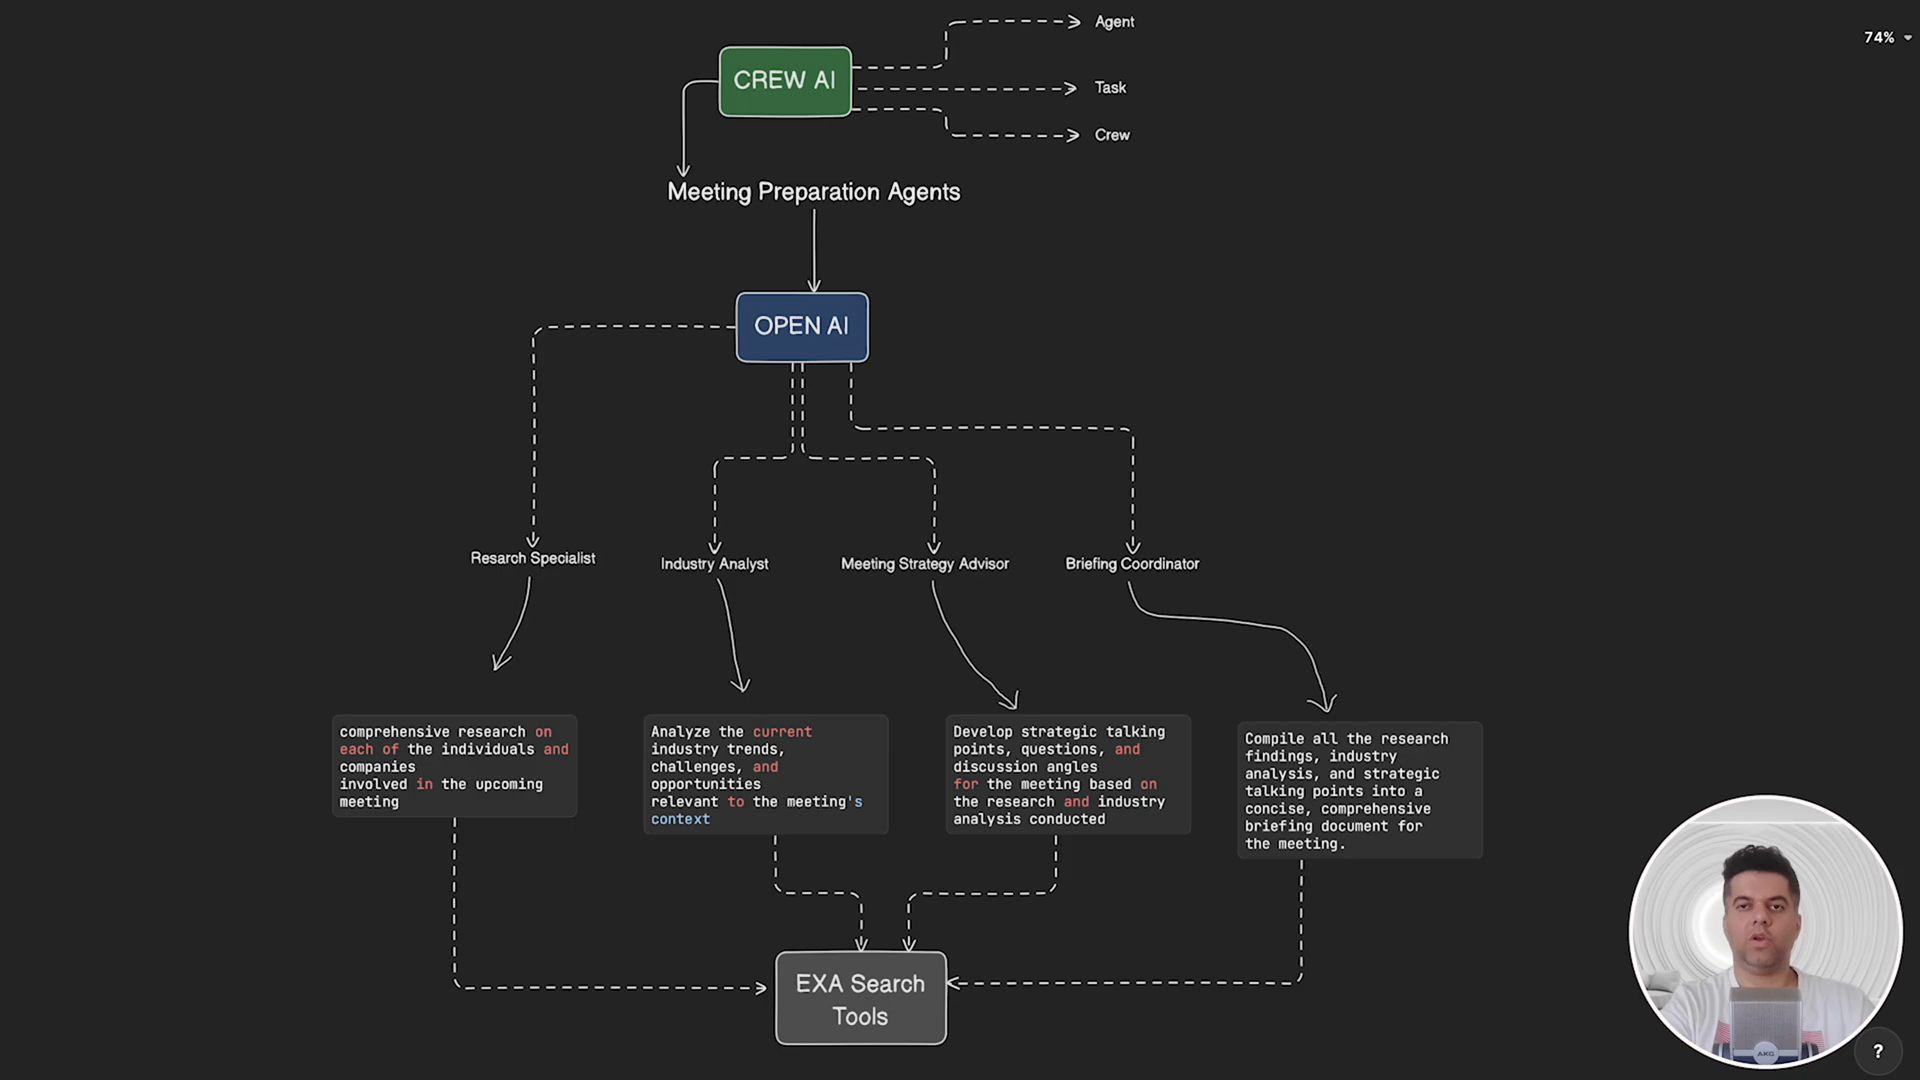 Agent
74%
CREW AI
Task
Crew
Meeting Preparation Agents
OPEN AI
Resarch Specialist
Industry Analyst
Meeting Strategy Advisor
Briefing Coordinator
comprehensive research on
each of the individuals and
companies
involved in the upcoming
meeting
Analyze the current
industry trends,
challenges, and
opportunities
relevant to the meeting's
context
Develop strategic talking
points, questions, and
discussion angles
for the meeting based on
the research and industry
analysis conducted
Compile all the research
findings, industry
analysis, and strategic
talking points into a
concise, comprehensive
briefing document for
the meeting.
EXA Search
Tools
AKG
?